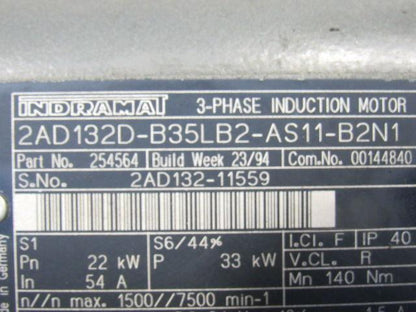 INDRAMAT 3-PHASE INDUCTION MOTOR
2AD132D-B35LB2-AS11-B2N1
Part No. 254564 Build Week 23/94 Com.No. 00144840
S.No. 2AD132-11559
S1 S6/44% I.Cl. F IP 40
Pn 22 kW P 33 kW V.CL. R
In 54 A Mn 140 Nm
n//n max. 1500//7500 min-1
in Germany